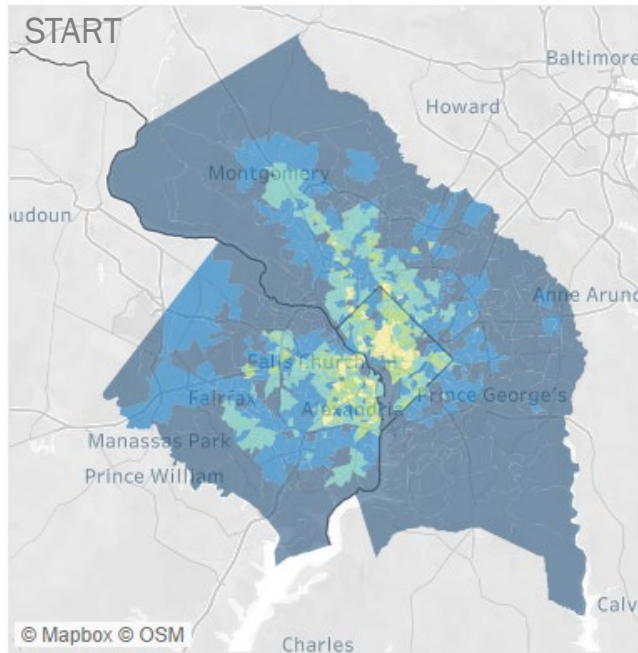 START
Baltimore
Howard
Montgomery
oudoun
Anne Arund
Falls Church
Fairfax
Prince George's
Alexandria
Manassas Park
Prince William
Calv
© Mapbox © OSM
Charles